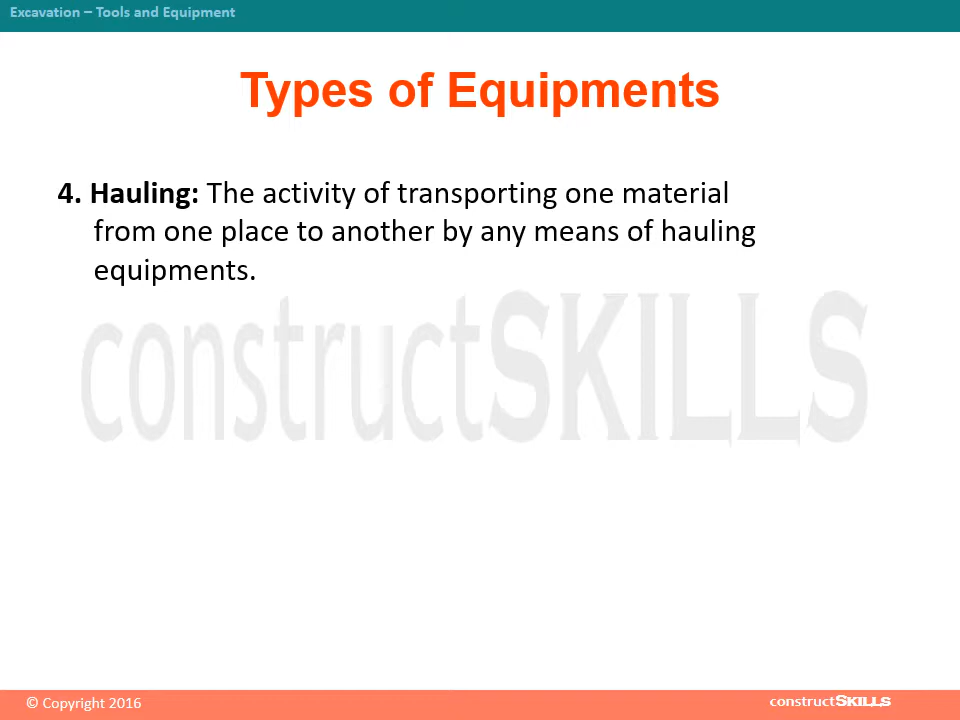 Excavation – Tools and Equipment
Types of Equipments
4. Hauling: The activity of transporting one material
from one place to another by any means of hauling
equipments.
constructSKILLS
© Copyright 2016
constructSKILLS